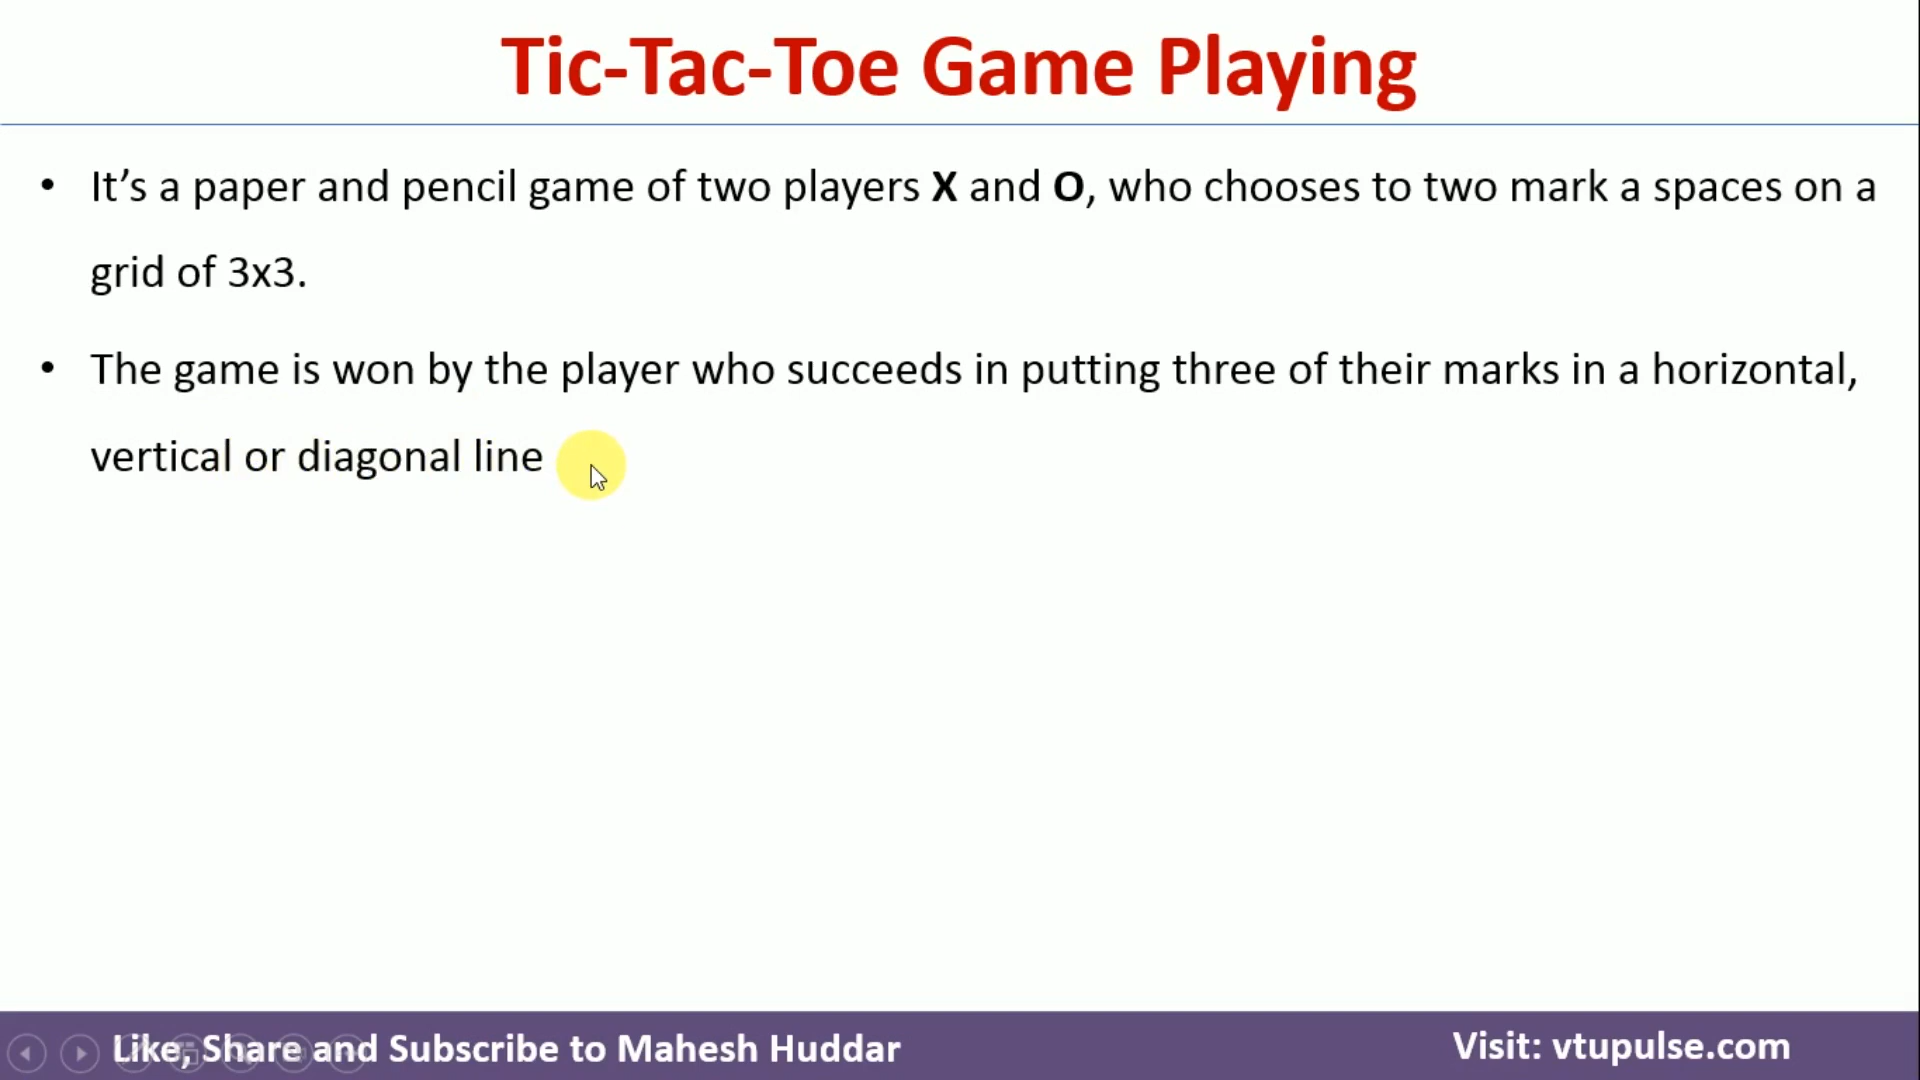 Tic-Tac-Toe Game Playing
• It’s a paper and pencil game of two players X and O, who chooses to two mark a spaces on a
grid of 3x3.
• The game is won by the player who succeeds in putting three of their marks in a horizontal,
vertical or diagonal line
Like, Share and Subscribe to Mahesh Huddar
Visit: vtupulse.com